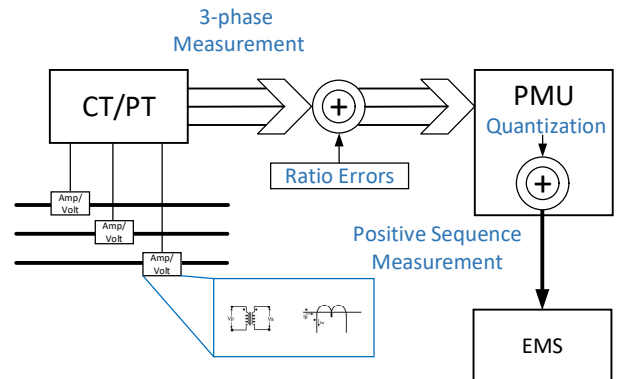 3-phase
Measurement
CT/PT
PMU
Quantization
Ratio Errors
Amp/
Volt
Amp/
Volt
Amp/
Volt
Positive Sequence
Measurement
EMS